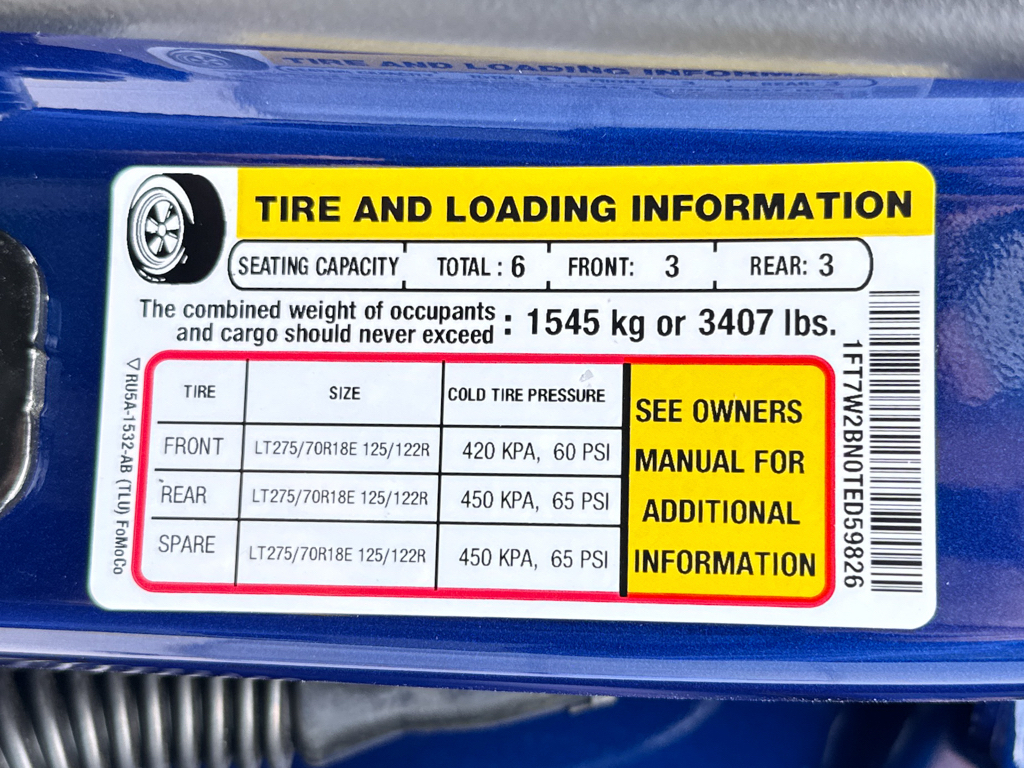 TIRE AND LOADING INFORMATION
SEATING CAPACITY TOTAL : 6 FRONT: 3 REAR: 3
The combined weight of occupants
and cargo should never exceed : 1545 kg or 3407 lbs.
TIRE SIZE COLD TIRE PRESSURE
FRONT LT275/70R18E 125/122R 420 KPA, 60 PSI
REAR LT275/70R18E 125/122R 450 KPA, 65 PSI
SPARE LT275/70R18E 125/122R 450 KPA, 65 PSI
SEE OWNERS
MANUAL FOR
ADDITIONAL
INFORMATION
RU5A-1532-AB (TLU) FoMoCo
1FT7W2BN0TED59826